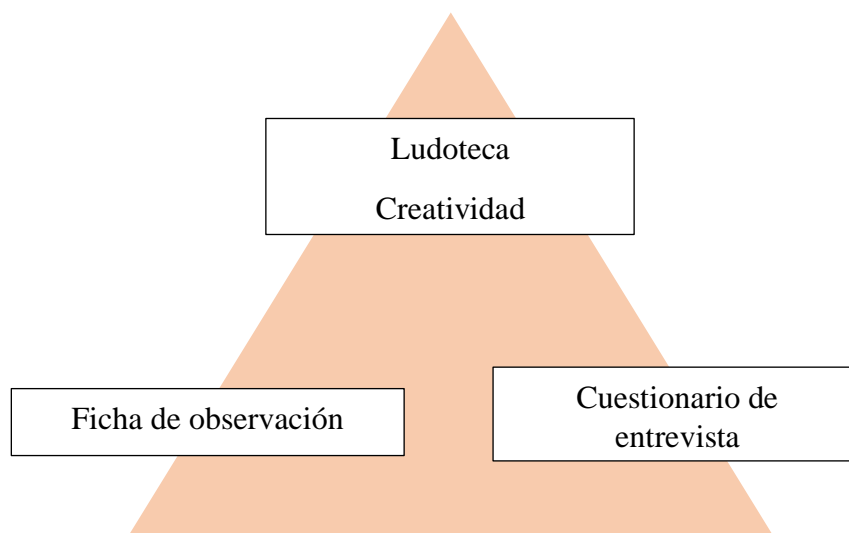 Ludoteca
Creatividad
Ficha de observación
Cuestionario de
entrevista